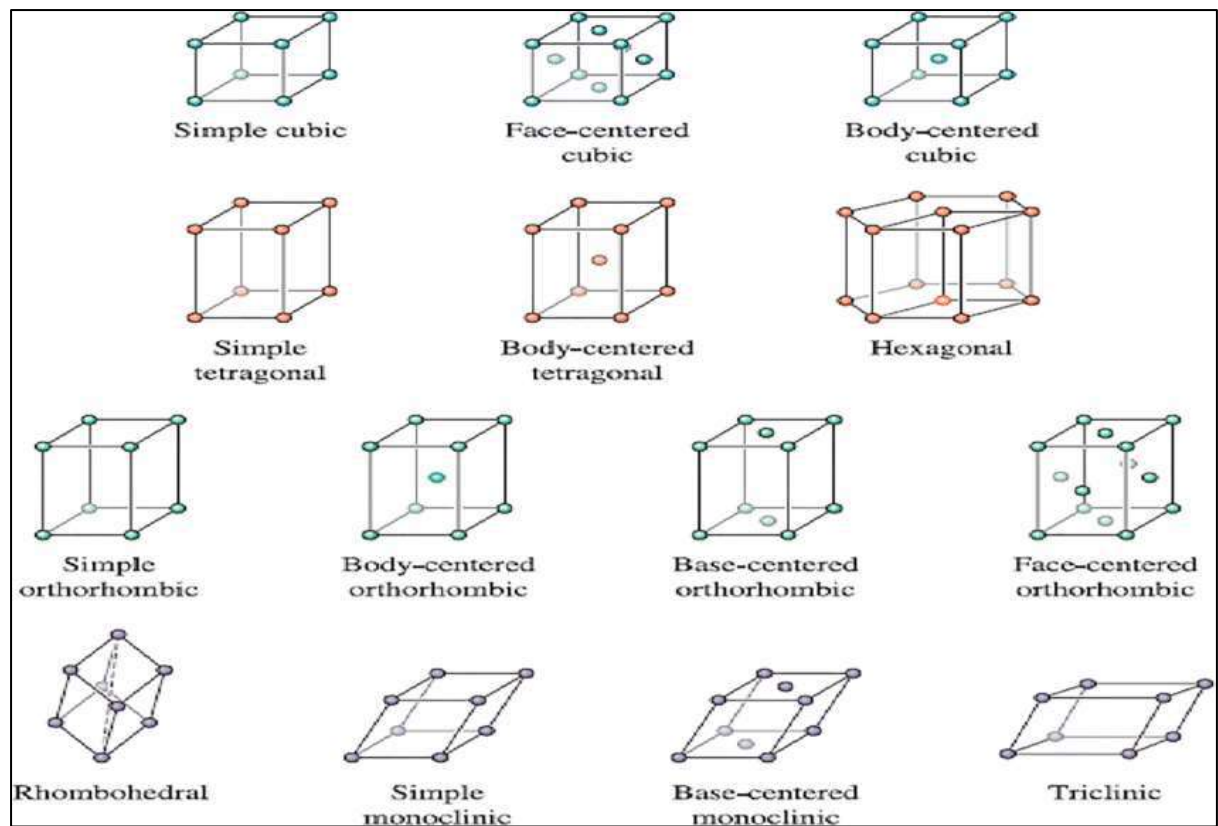 Simple cubic
Face-centered
cubic
Body-centered
cubic
Simple
tetragonal
Body-centered
tetragonal
Hexagonal
Simple
orthorhombic
Body-centered
orthorhombic
Base-centered
orthorhombic
Face-centered
orthorhombic
Rhombohedral
Simple
monoclinic
Base-centered
monoclinic
Triclinic